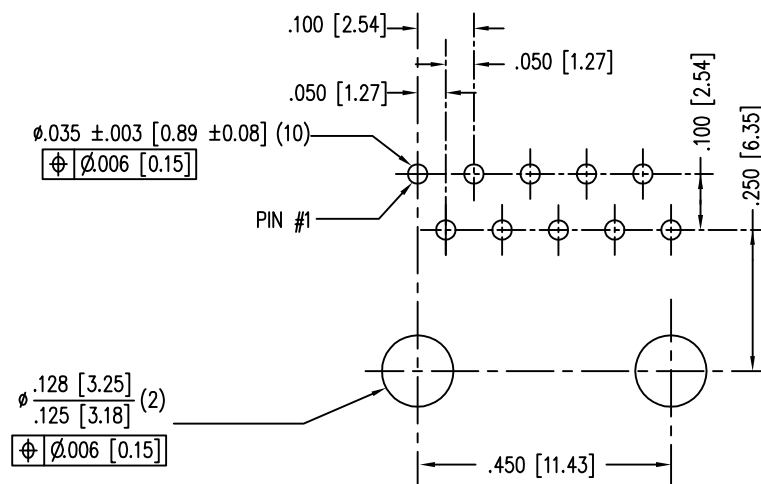 .100 [2.54]
.050 [1.27]
.050 [1.27]
.100 [2.54]
.250 [6.35]
⌀.035 ±.003 [0.89 ±0.08] (10)
⌖ ⌀.006 [0.15]
PIN #1
⌀ .128 [3.25]
.125 [3.18] (2)
⌖ ⌀.006 [0.15]
.450 [11.43]